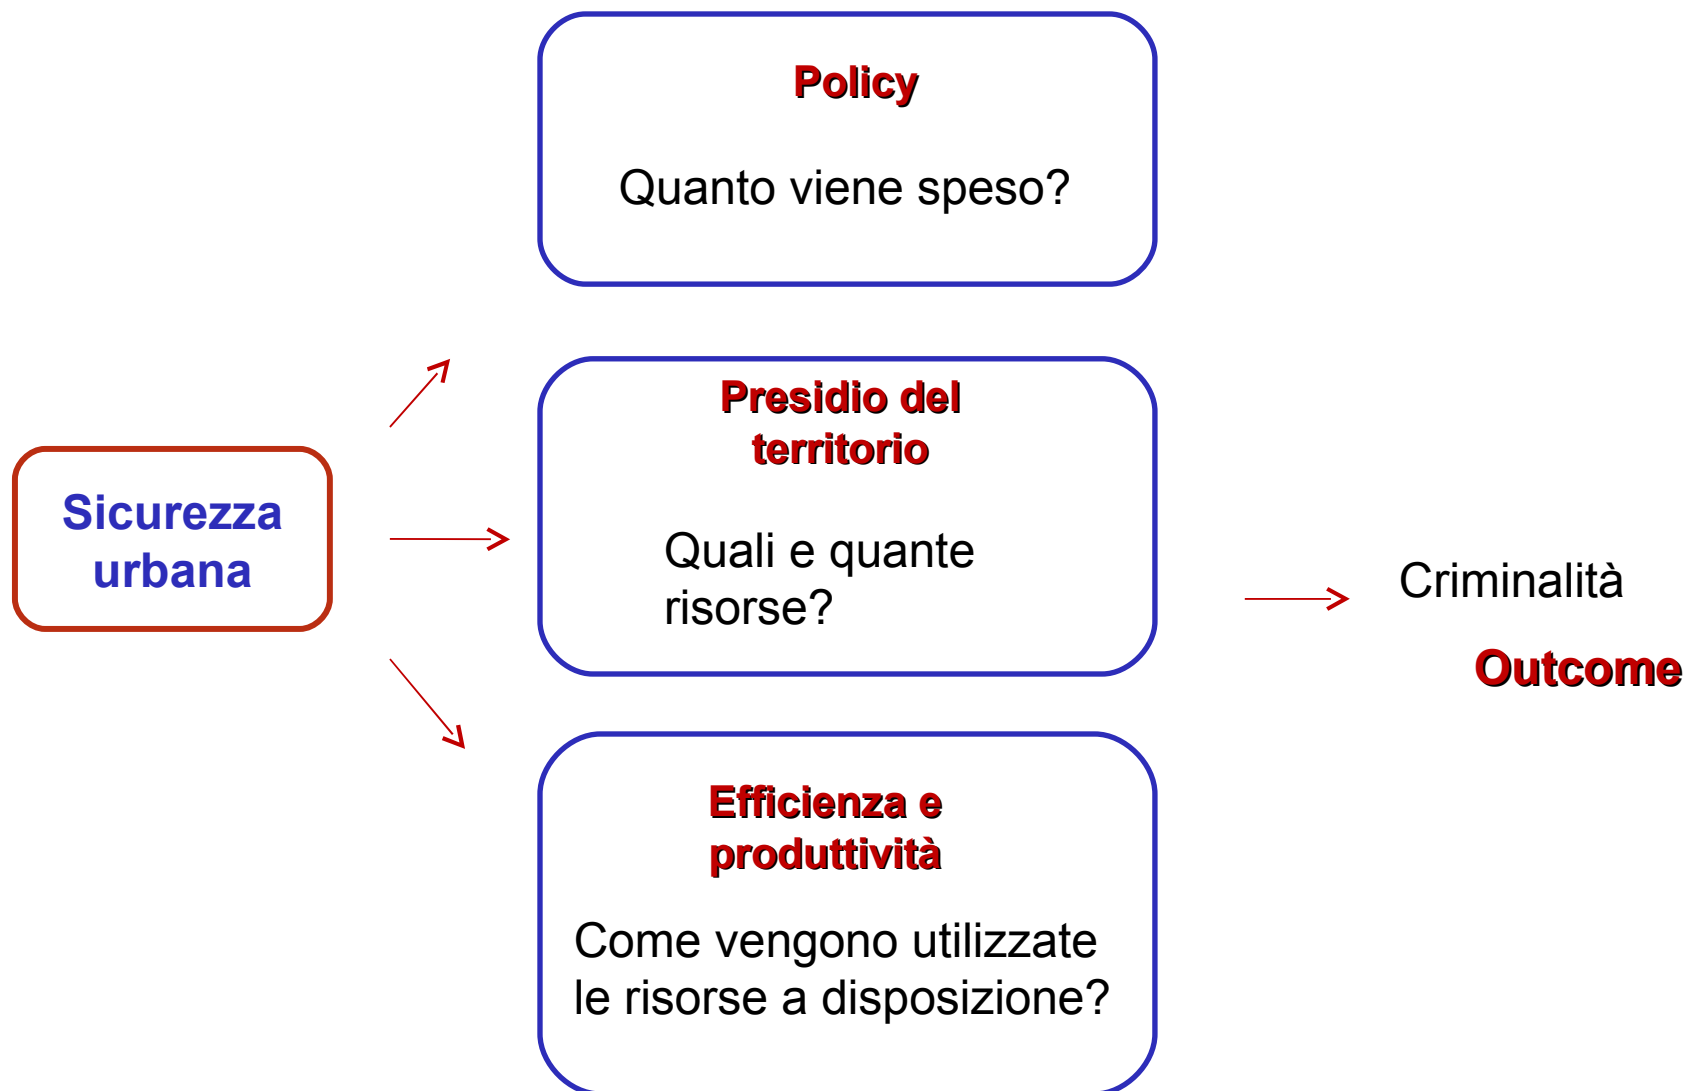 Policy
Quanto viene speso?
Sicurezza
urbana
Presidio del
territorio
Quali e quante
risorse?
Efficienza e
produttività
Come vengono utilizzate
le risorse a disposizione?
Criminalità
Outcome